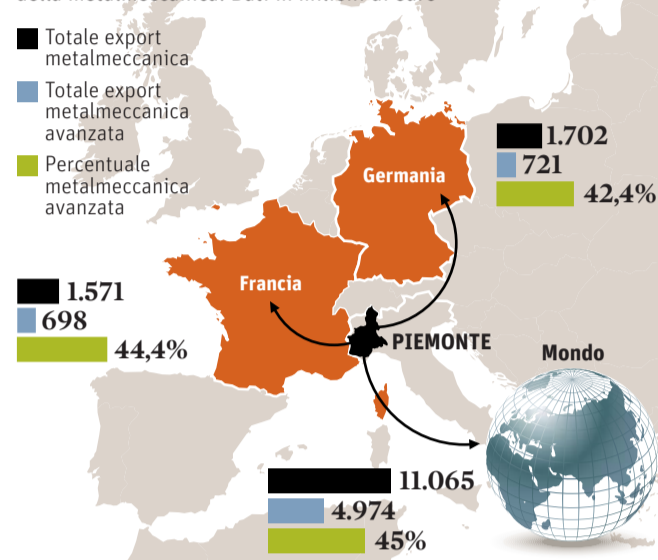 Totale export
metalmeccanica
Totale export
metalmeccanica
avanzata
Percentuale
metalmeccanica
avanzata
Germania
1.702
721
42,4%
Francia
1.571
698
44,4%
PIEMONTE
Mondo
11.065
4.974
45%